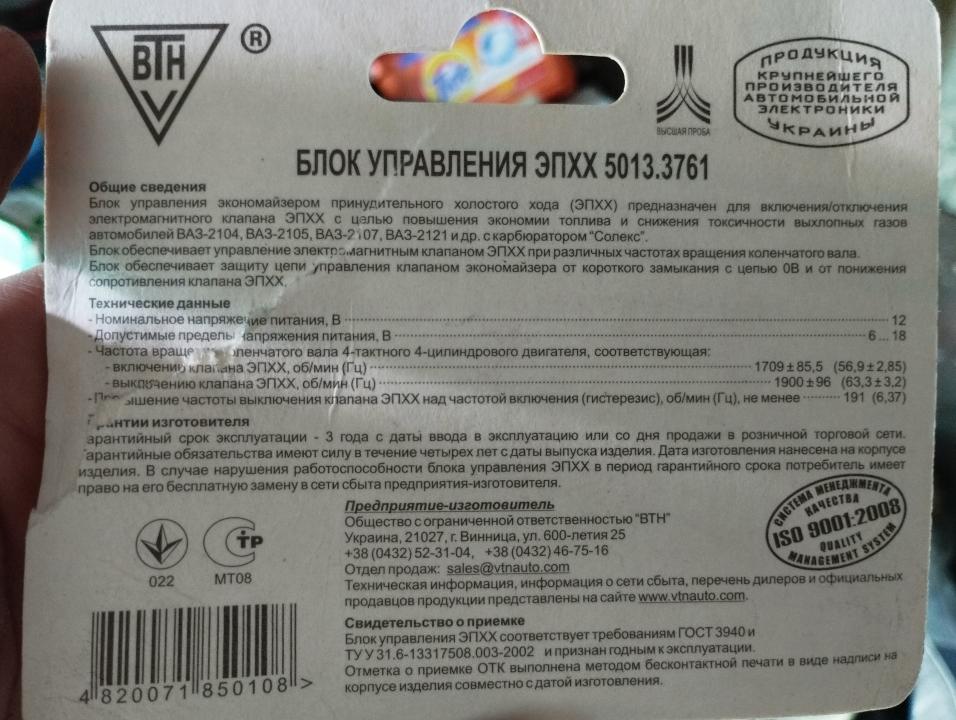 ВТН
®
ВЫСШАЯ ПРОБА
ПРОДУКЦИЯ
КРУПНЕЙШЕГО
ПРОИЗВОДИТЕЛЯ
АВТОМОБИЛЬНОЙ
ЭЛЕКТРОНИКИ
УКРАИНЫ
БЛОК УПРАВЛЕНИЯ ЭПХХ 5013.3761
Общие сведения
Блок управления экономайзером принудительного холостого хода (ЭПХХ) предназначен для включения/отключения
электромагнитного клапана ЭПХХ с целью повышения экономии топлива и снижения токсичности выхлопных газов
автомобилей ВАЗ-2104, ВАЗ-2105, ВАЗ-2107, ВАЗ-2121 и др. с карбюратором “Солекс”.
Блок обеспечивает управление электромагнитным клапаном ЭПХХ при различных частотах вращения коленчатого вала.
Блок обеспечивает защиту цепи управления клапаном экономайзера от короткого замыкания с цепью 0В и от понижения
сопротивления клапана ЭПХХ.
Технические данные
- Номинальное напряжение питания, В 12
- Допустимые пределы напряжения питания, В 6 ... 18
- Частота враще коленчатого вала 4-тактного 4-цилиндрового двигателя, соответствующая:
- включению клапана ЭПХХ, об/мин (Гц) 1709 ± 85,5 (56,9 ± 2,85)
- выключению клапана ЭПХХ, об/мин (Гц) 1900 ± 96 (63,3 ± 3,2)
- Превышение частоты выключения клапана ЭПХХ над частотой включения (гистерезис), об/мин (Гц), не менее 191 (6,37)
Гарантии изготовителя
арантийный срок эксплуатации - 3 года с даты ввода в эксплуатацию или со дня продажи в розничной торговой сети.
арантийные обязательства имеют силу в течение четырех лет с даты выпуска изделия. Дата изготовления нанесена на корпусе
изделия. В случае нарушения работоспособности блока управления ЭПХХ в период гарантийного срока потребитель имеет
право на его бесплатную замену в сети сбыта предприятия-изготовителя.
022
ТР
МТ08
Предприятие-изготовитель
Общество с ограниченной ответственностью “ВТН”
Украина, 21027, г. Винница, ул. 600-летия 25
+38 (0432) 52-31-04, +38 (0432) 46-75-16
Отдел продаж: sales@vtnauto.com
Техническая информация, информация о сети сбыта, перечень дилеров и официальных
продавцов продукции представлены на сайте www.vtnauto.com.
СИСТЕМА МЕНЕДЖМЕНТА
КАЧЕСТВА
ISO 9001:2008
QUALITY
MANAGEMENT SYSTEM
Свидетельство о приемке
Блок управления ЭПХХ соответствует требованиям ГОСТ 3940 и
ТУ У 31.6-13317508.003-2002 и признан годным к эксплуатации.
Отметка о приемке ОТК выполнена методом бесконтактной печати в виде надписи на
корпусе изделия совместно с датой изготовления.
4 820071 850108 >